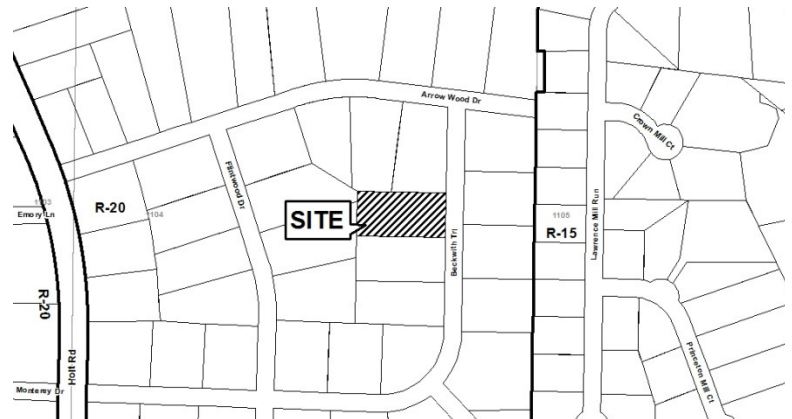 Arrow Wood Dr
Crown Mill Ct
Flintwood Dr
1103
Emory Ln
R-20
1104
SITE
Beckwith Trl
1105
R-15
Lawrence Mill Run
R-20
Holt Rd
Monterey Dr
Princeton Mill Ct